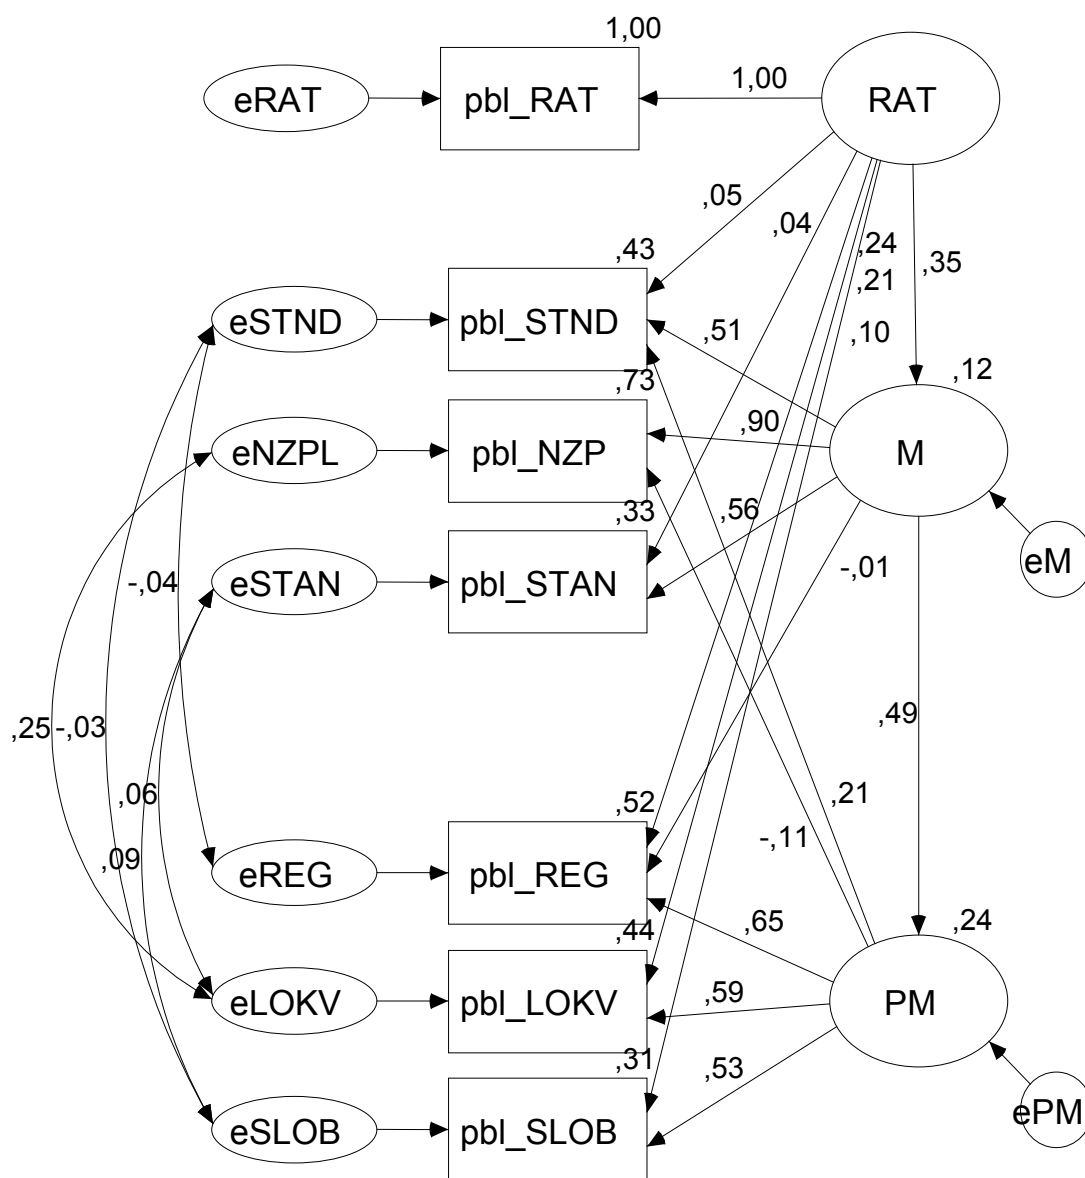 1,00
eRAT
pbl_RAT
1,00
RAT
,05
,04
,24
,35
,21
,10
,43
eSTND
pbl_STND
,51
,73
,12
eNZPL
pbl_NZP
,90
M
,33
,56
eSTAN
pbl_STAN
-,04
-,01
eM
,25
-,03
,49
,06
,52
,21
-,11
,09
eREG
pbl_REG
,65
,44
,24
eLOKV
pbl_LOKV
,59
PM
,31
,53
eSLOB
pbl_SLOB
ePM